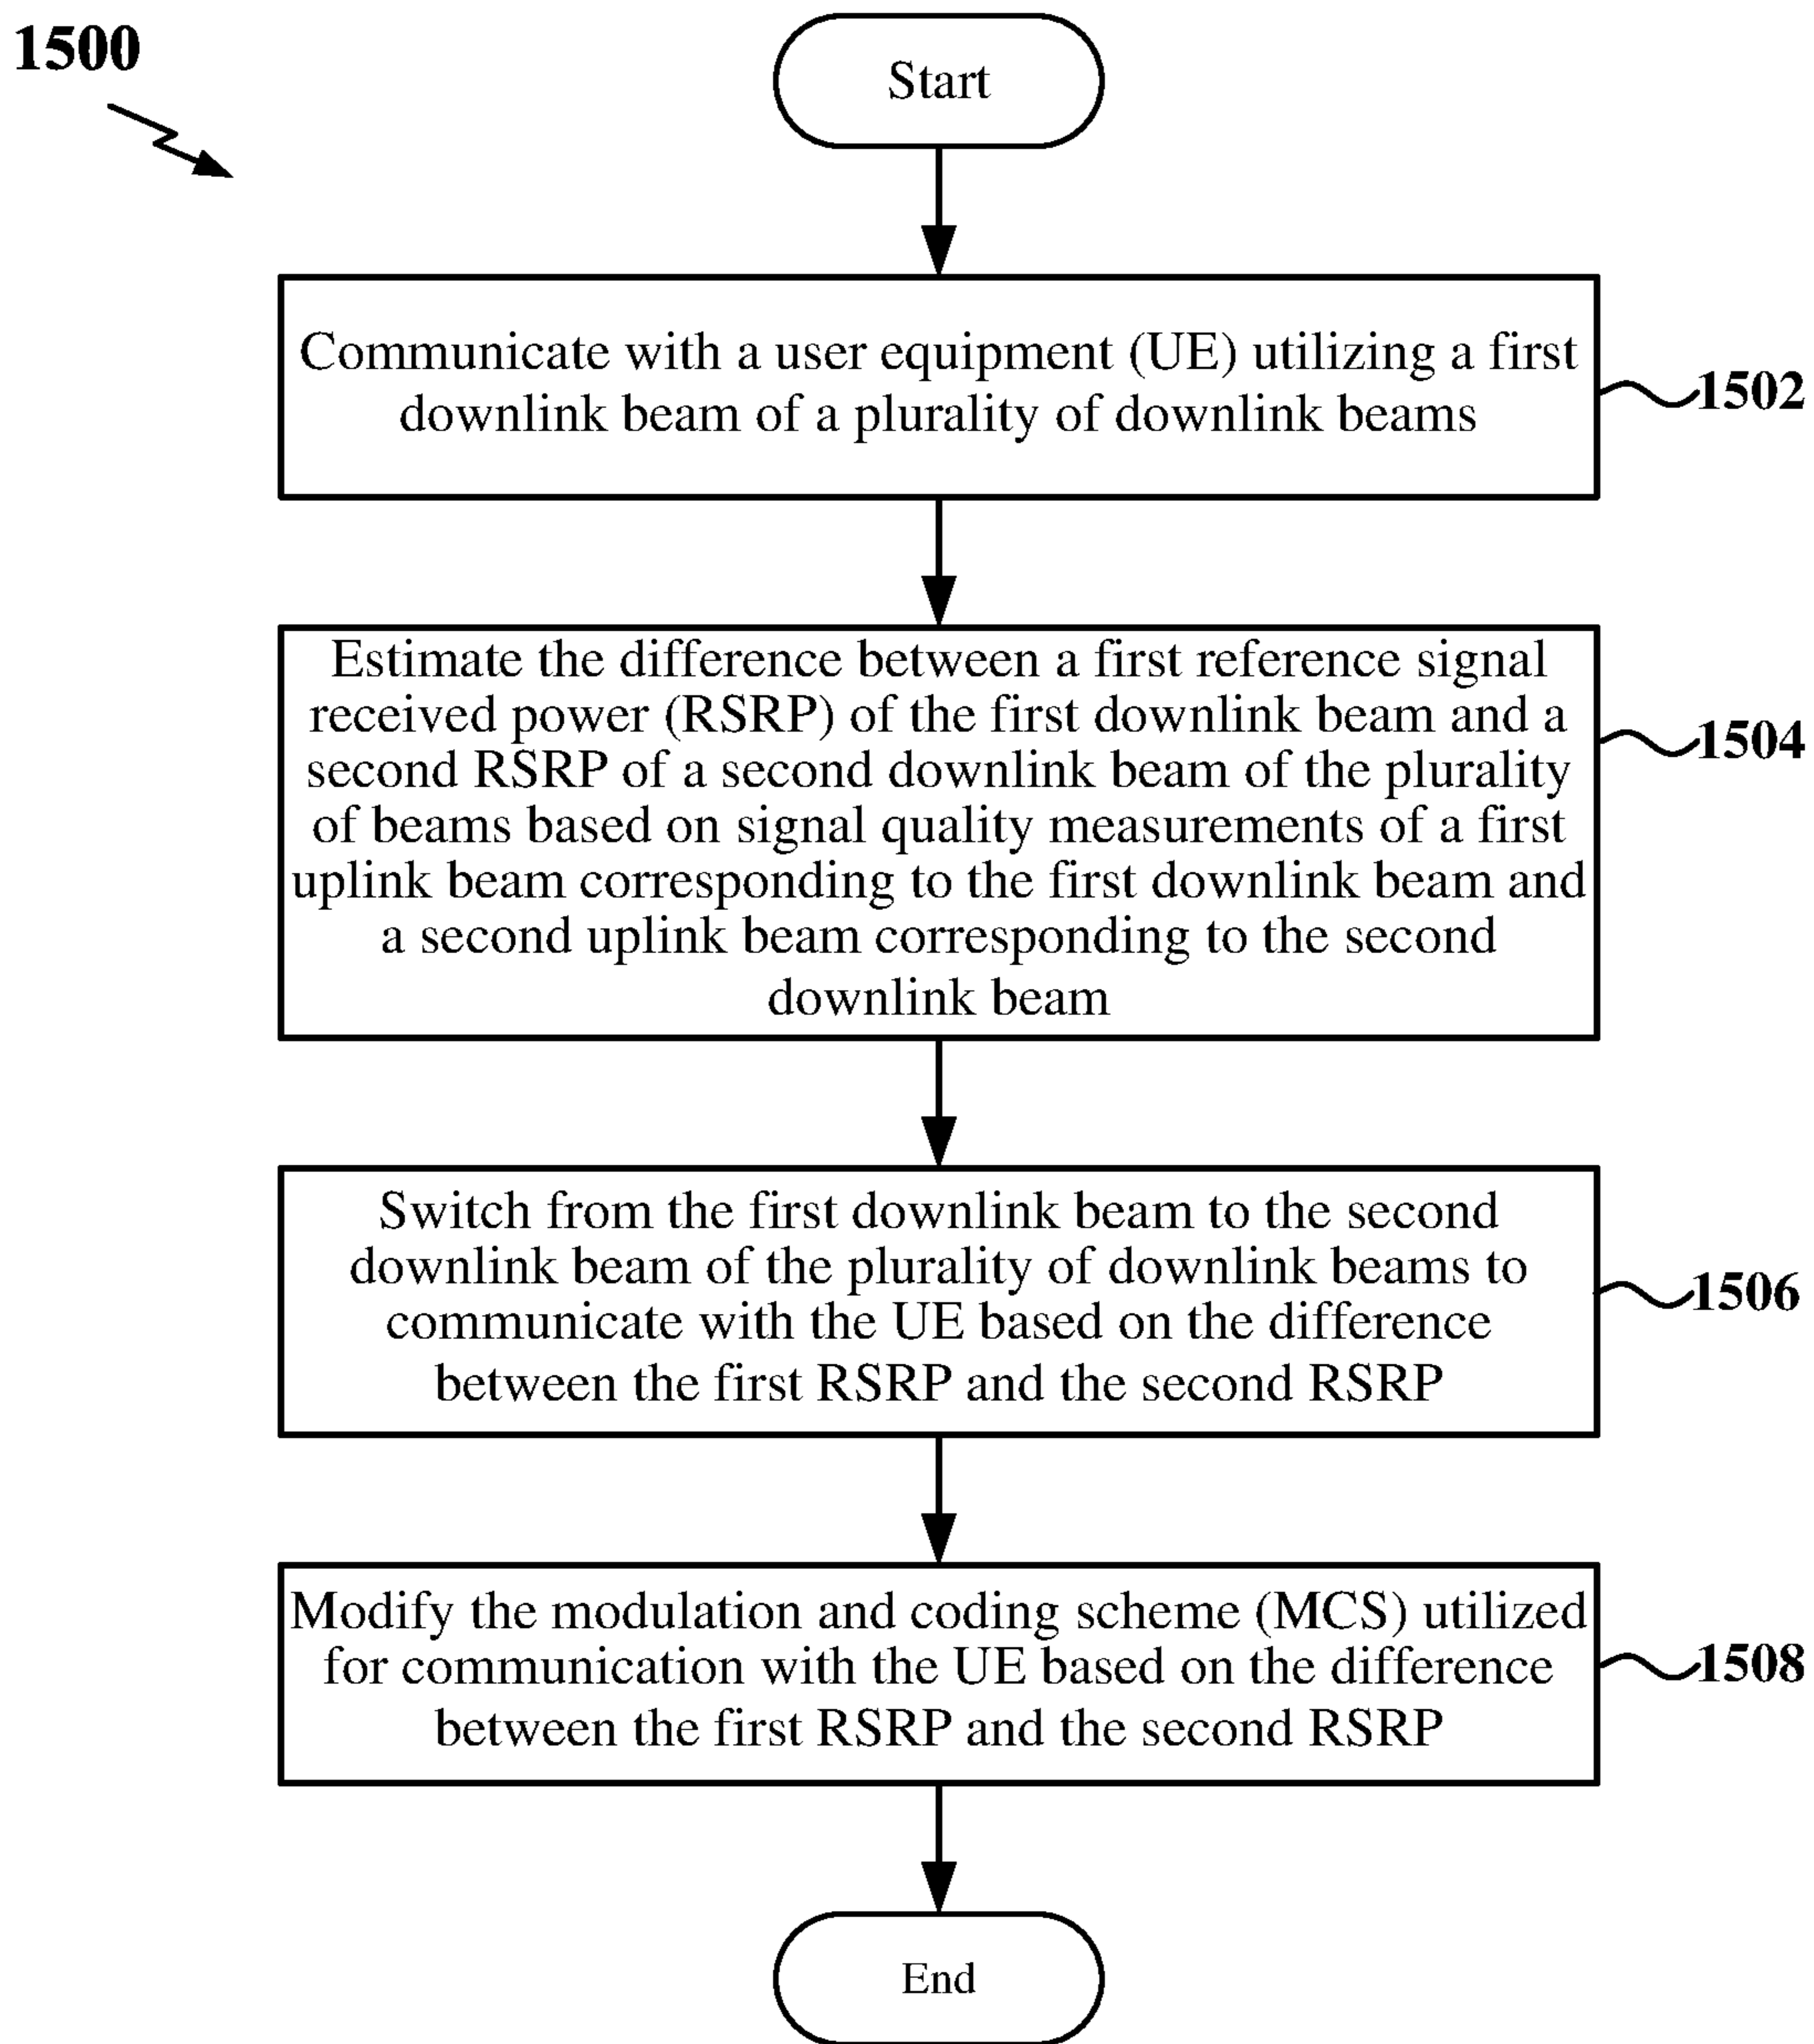 1500
Start
Communicate with a user equipment (UE) utilizing a first
downlink beam of a plurality of downlink beams
1502
Estimate the difference between a first reference signal
received power (RSRP) of the first downlink beam and a
second RSRP of a second downlink beam of the plurality
of beams based on signal quality measurements of a first
uplink beam corresponding to the first downlink beam and
a second uplink beam corresponding to the second
downlink beam
1504
Switch from the first downlink beam to the second
downlink beam of the plurality of downlink beams to
communicate with the UE based on the difference
between the first RSRP and the second RSRP
1506
Modify the modulation and coding scheme (MCS) utilized
for communication with the UE based on the difference
between the first RSRP and the second RSRP
1508
End